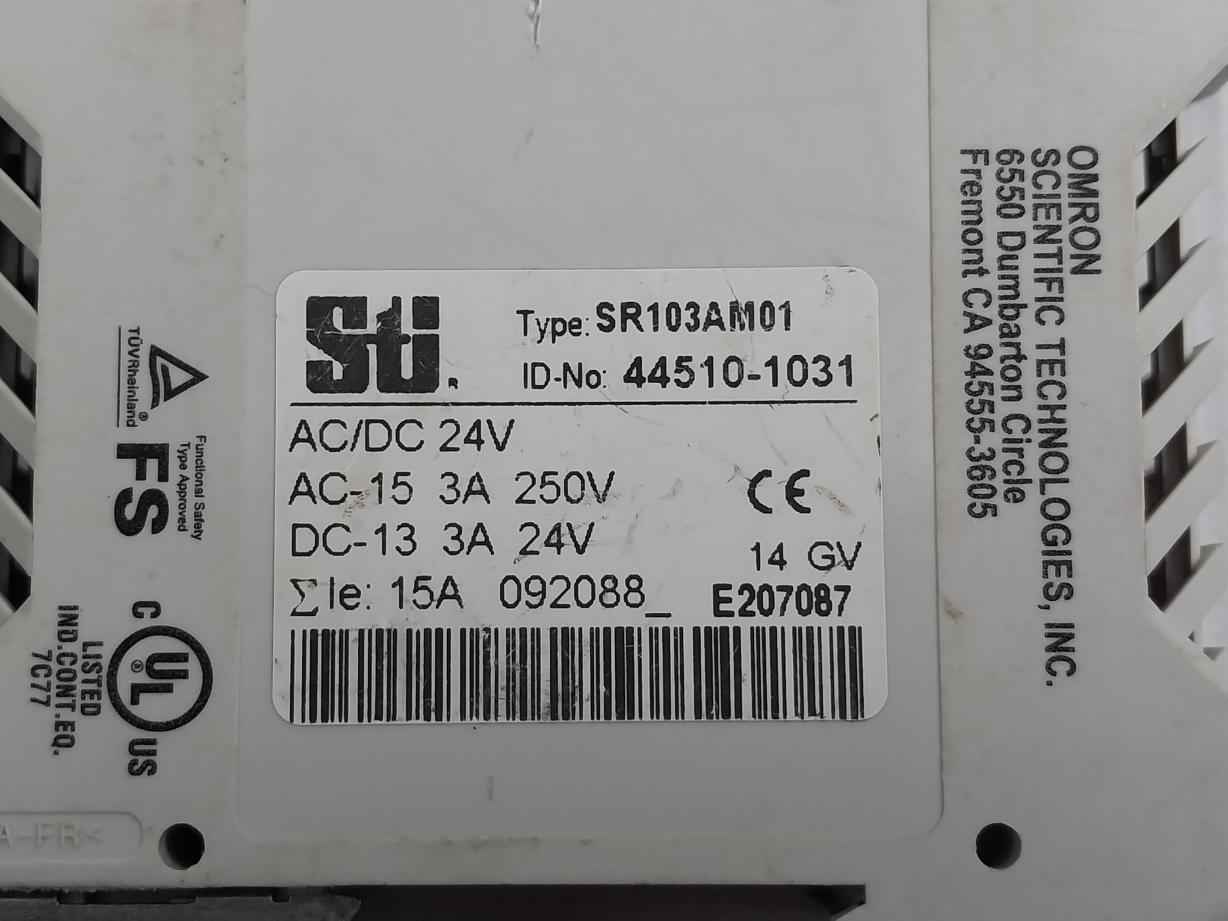 Sti.
Type: SR103AM01
ID-No: 44510-1031
AC/DC 24V
AC-15 3A 250V
DC-13 3A 24V
CE
14 GV
∑Ie: 15A 092088_ E207087
OMRON
SCIENTIFIC TECHNOLOGIES, INC.
6550 Dumbarton Circle
Fremont CA 94555-3605
TÜVRheinland®
FS
Functional Safety
Type Approved
C UL® US
LISTED
IND.CONT.EQ.
7C77
A-FR<